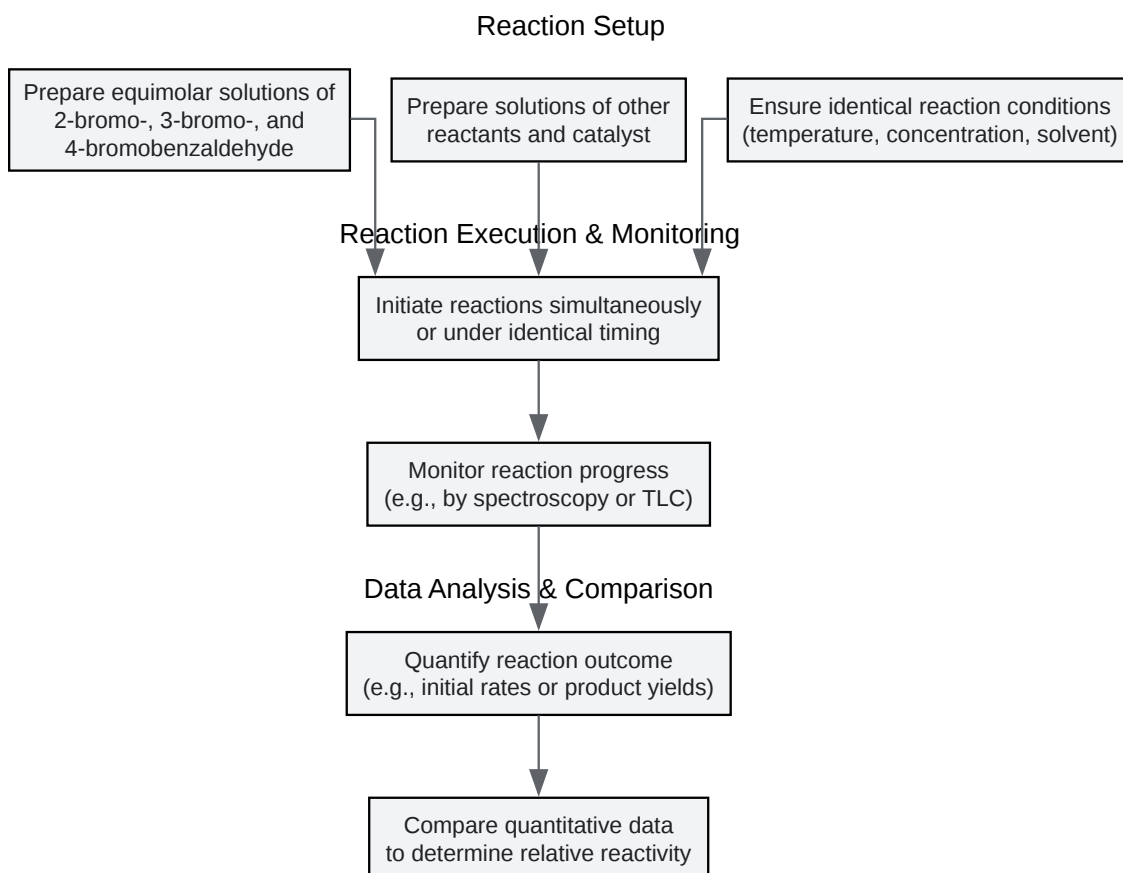 Reaction Setup
Prepare equimolar solutions of
2-bromo-, 3-bromo-, and
4-bromobenzaldehyde
Prepare solutions of other
reactants and catalyst
Ensure identical reaction conditions
(temperature, concentration, solvent)
Reaction Execution & Monitoring
Initiate reactions simultaneously
or under identical timing
Monitor reaction progress
(e.g., by spectroscopy or TLC)
Data Analysis & Comparison
Quantify reaction outcome
(e.g., initial rates or product yields)
Compare quantitative data
to determine relative reactivity